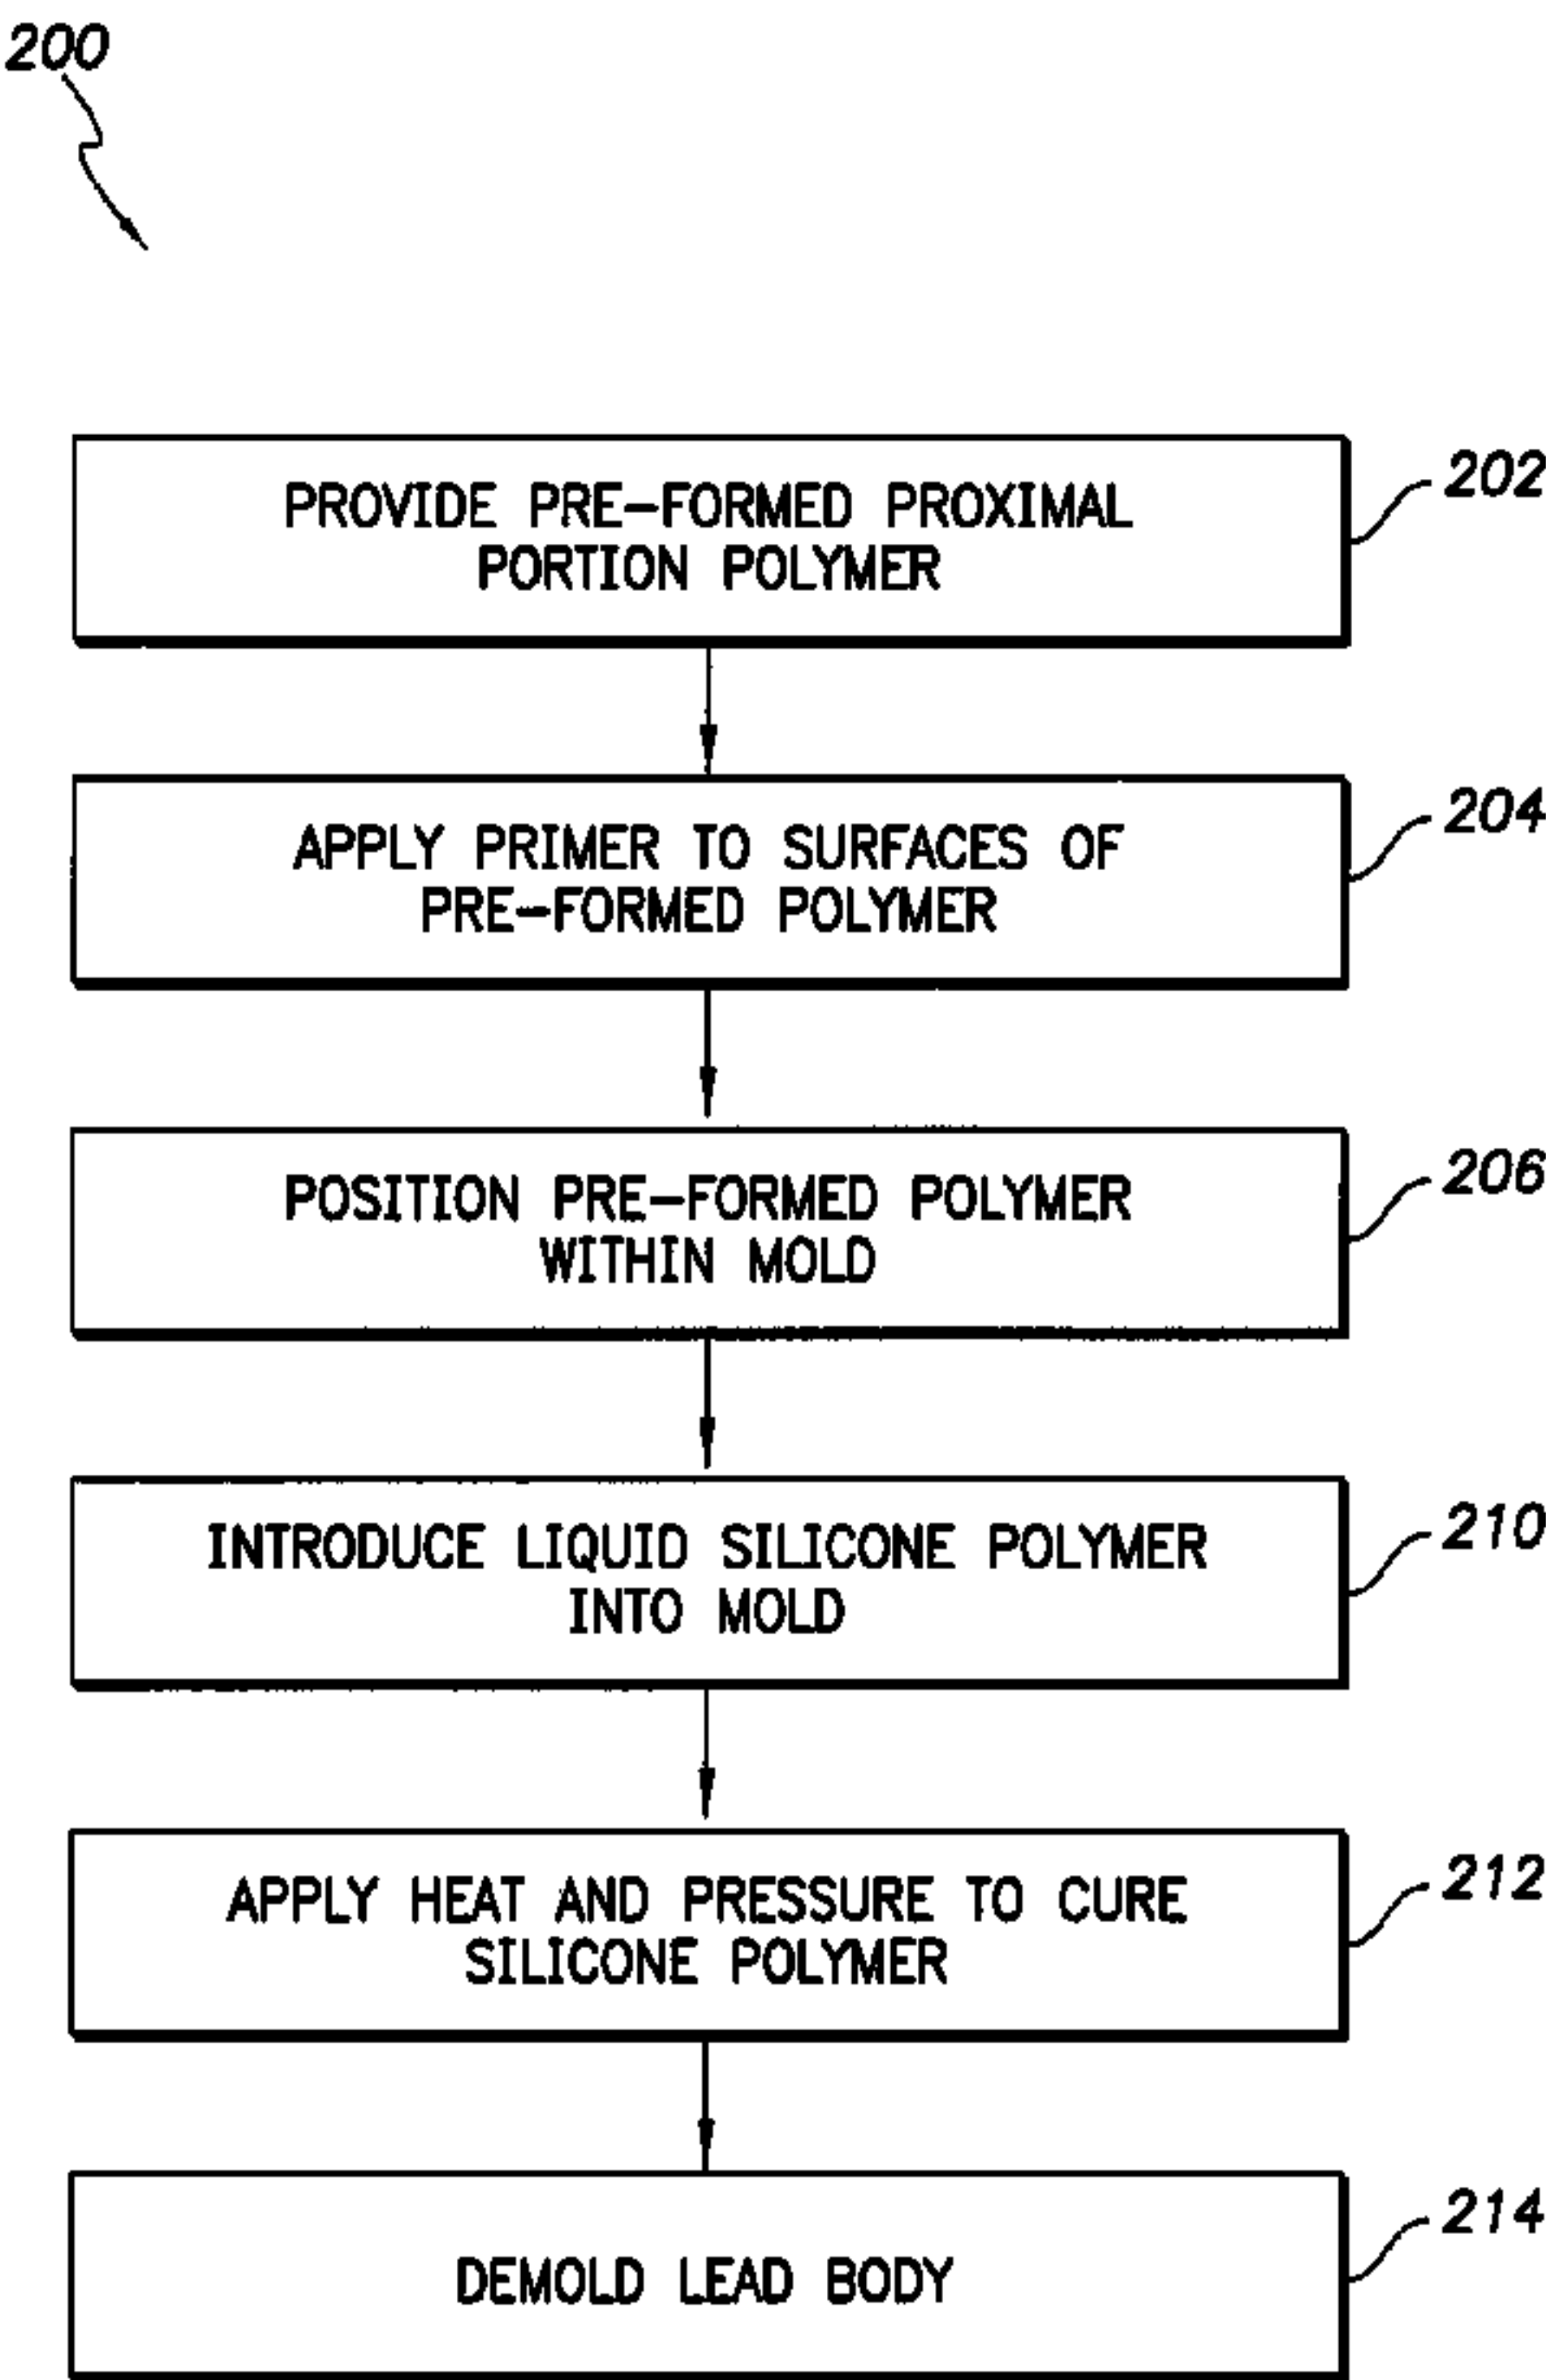 200
PROVIDE PRE-FORMED PROXIMAL
PORTION POLYMER
202
APPLY PRIMER TO SURFACES OF
PRE-FORMED POLYMER
204
POSITION PRE-FORMED POLYMER
WITHIN MOLD
206
INTRODUCE LIQUID SILICONE POLYMER
INTO MOLD
210
APPLY HEAT AND PRESSURE TO CURE
SILICONE POLYMER
212
DEMOLD LEAD BODY
214